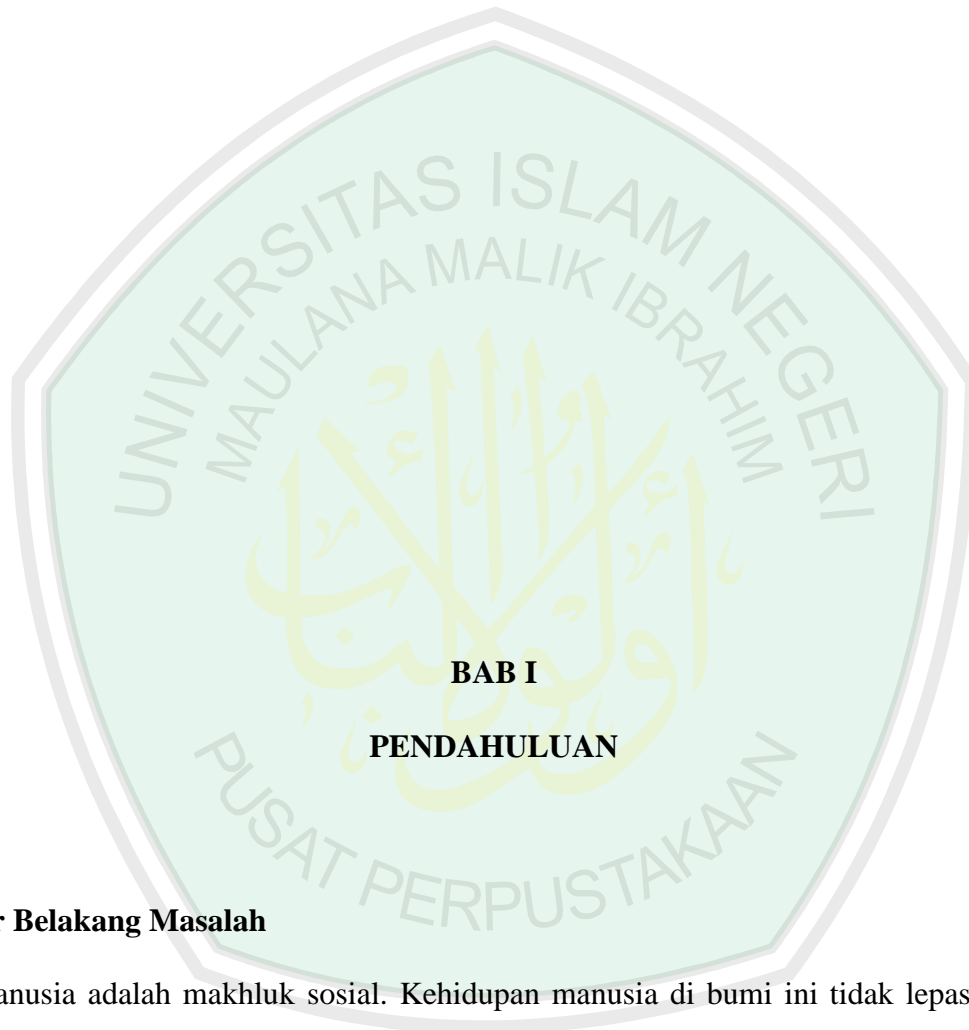 UNIVERSITAS ISLAM NEGERI
MAULANA MALIK IBRAHIM
BAB I
PENDAHULUAN
PUSAT PERPUSTAKAAN
r Belakang Masalah
anusia adalah makhluk sosial. Kehidupan manusia di bumi ini tidak lepas